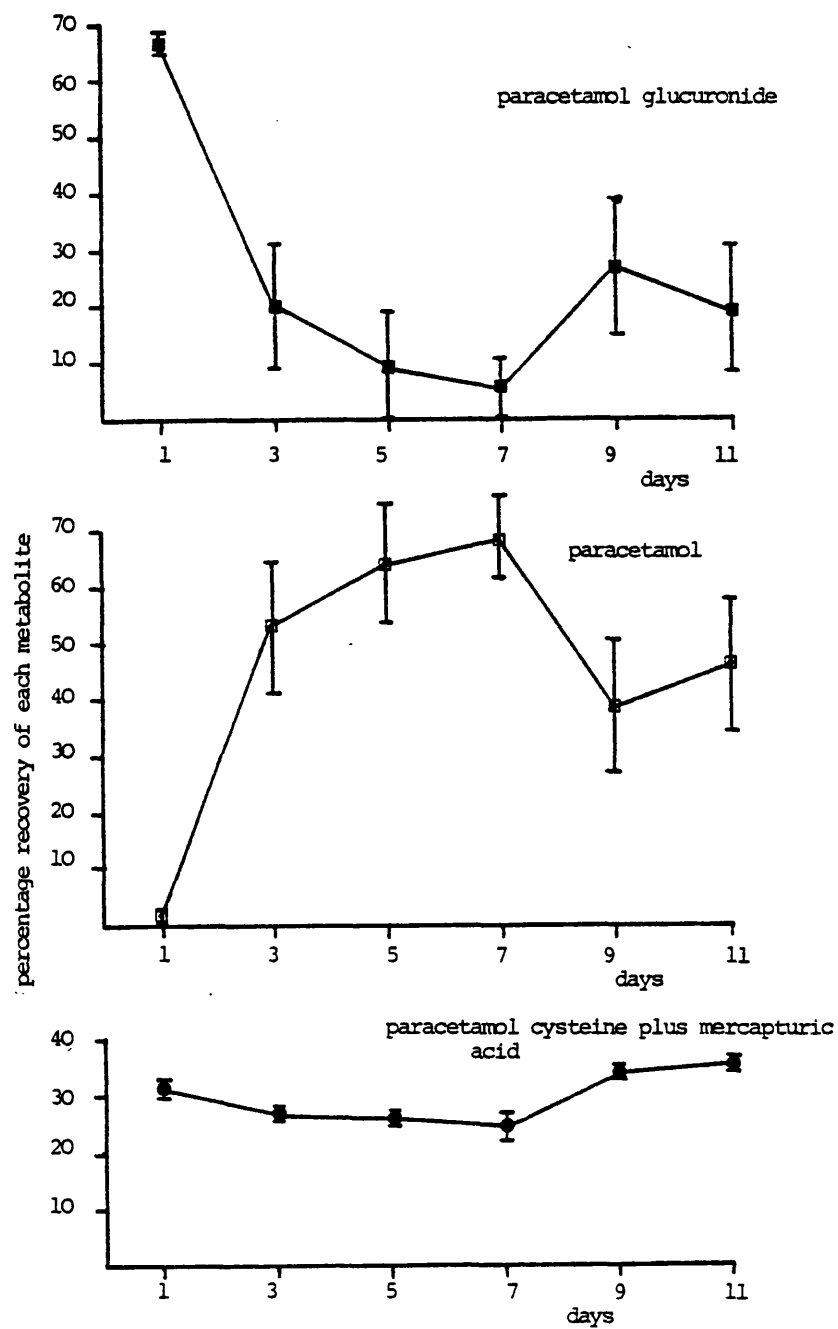 70
60
50
40
30
20
10
paracetamol glucuronide
1 3 5 7 9 11
days
percentage recovery of each metabolite
70
60
50
40
30
20
10
paracetamol
1 3 5 7 9 11
days
40
30
20
10
paracetamol cysteine plus mercapturic
acid
1 3 5 7 9 11
days